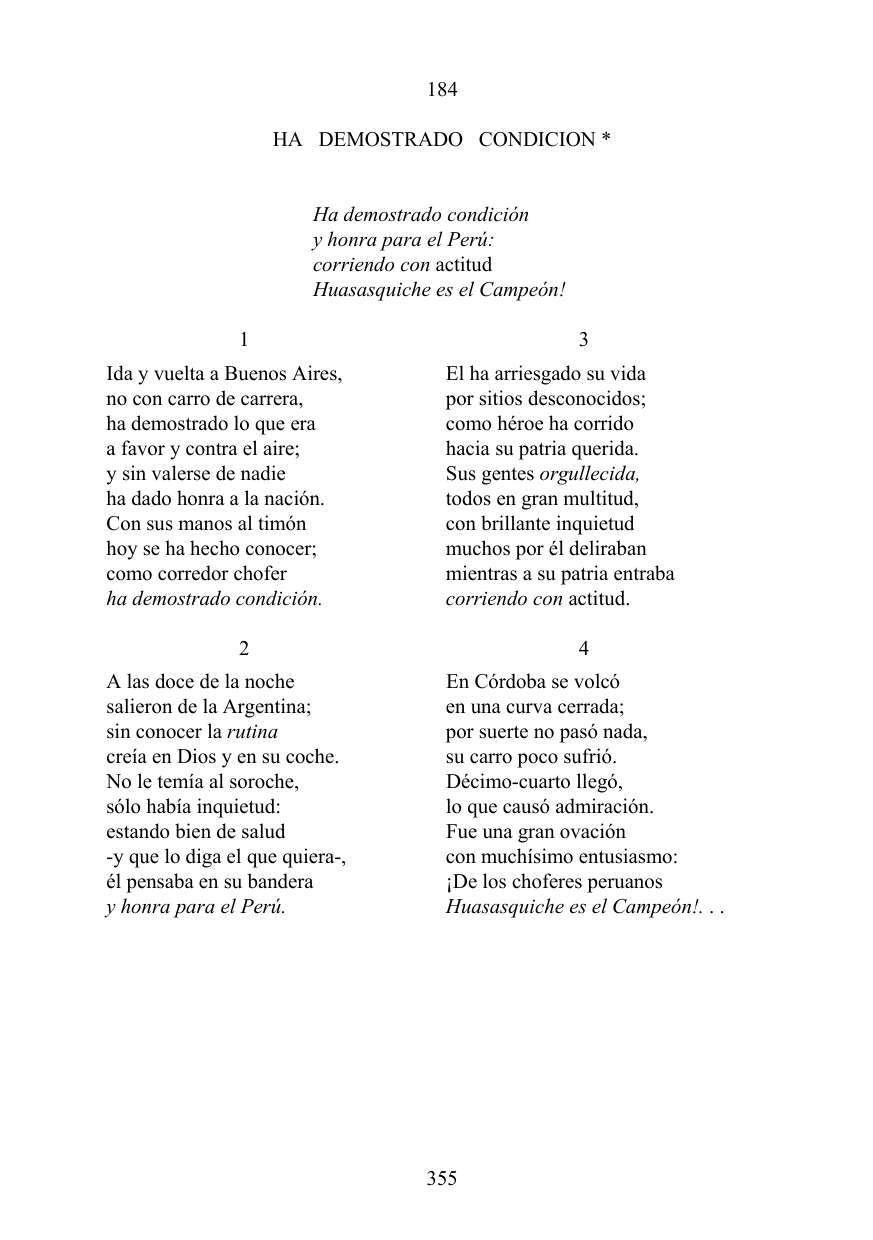 184
HA DEMOSTRADO CONDICION *
Ha demostrado condición
y honra para el Perú:
corriendo con actitud
Huasasquiche es el Campeón!
1
Ida y vuelta a Buenos Aires,
no con carro de carrera,
ha demostrado lo que era
a favor y contra el aire;
y sin valerse de nadie
ha dado honra a la nación.
Con sus manos al timón
hoy se ha hecho conocer;
como corredor chofer
ha demostrado condición.
2
A las doce de la noche
salieron de la Argentina;
sin conocer la rutina
creía en Dios y en su coche.
No le temía al soroche,
sólo había inquietud:
estando bien de salud
-y que lo diga el que quiera-,
él pensaba en su bandera
y honra para el Perú.
3
El ha arriesgado su vida
por sitios desconocidos;
como héroe ha corrido
hacia su patria querida.
Sus gentes orgullecida,
todos en gran multitud,
con brillante inquietud
muchos por él deliraban
mientras a su patria entraba
corriendo con actitud.
4
En Córdoba se volcó
en una curva cerrada;
por suerte no pasó nada,
su carro poco sufrió.
Décimo-cuarto llegó,
lo que causó admiración.
Fue una gran ovación
con muchísimo entusiasmo:
¡De los choferes peruanos
Huasasquiche es el Campeón!. . .
355